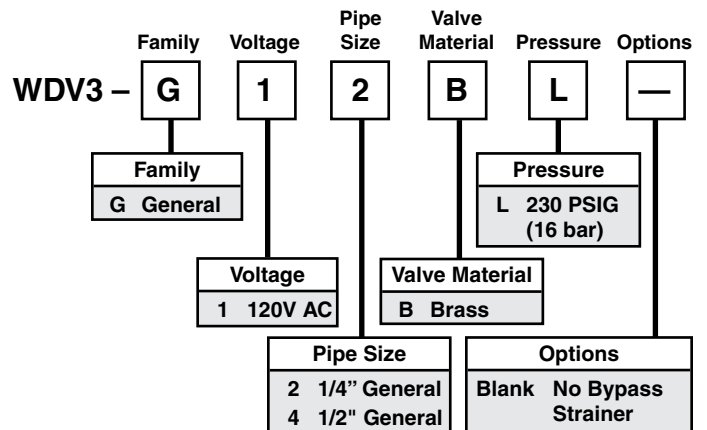 Family Voltage Pipe Size Valve Material Pressure Options
WDV3 – G 1 2 B L —
Family
G General
Pressure
L 230 PSIG
(16 bar)
Voltage
1 120V AC
Valve Material
B Brass
Pipe Size
2 1/4” General
4 1/2" General
Options
Blank No Bypass
Strainer